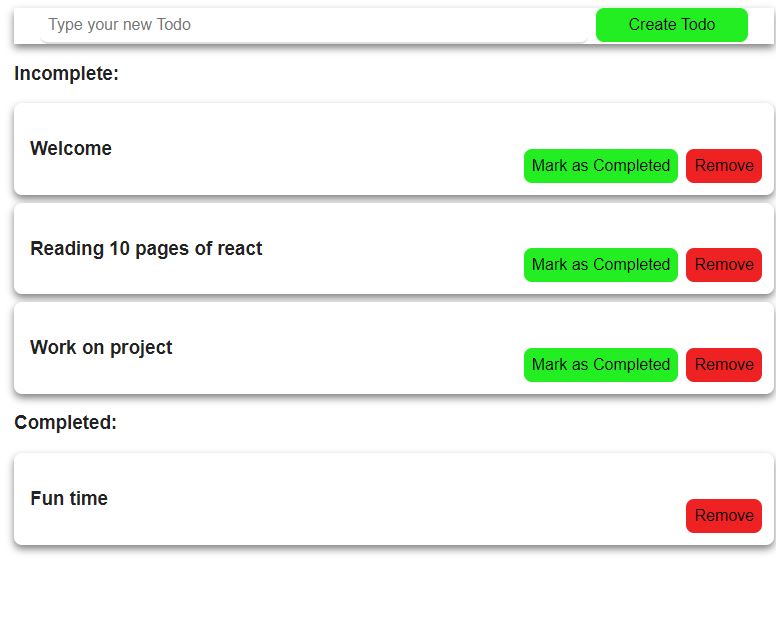 Type your new Todo Create Todo
Incomplete:
Welcome
Mark as Completed Remove
Reading 10 pages of react
Mark as Completed Remove
Work on project
Mark as Completed Remove
Completed:
Fun time
Remove